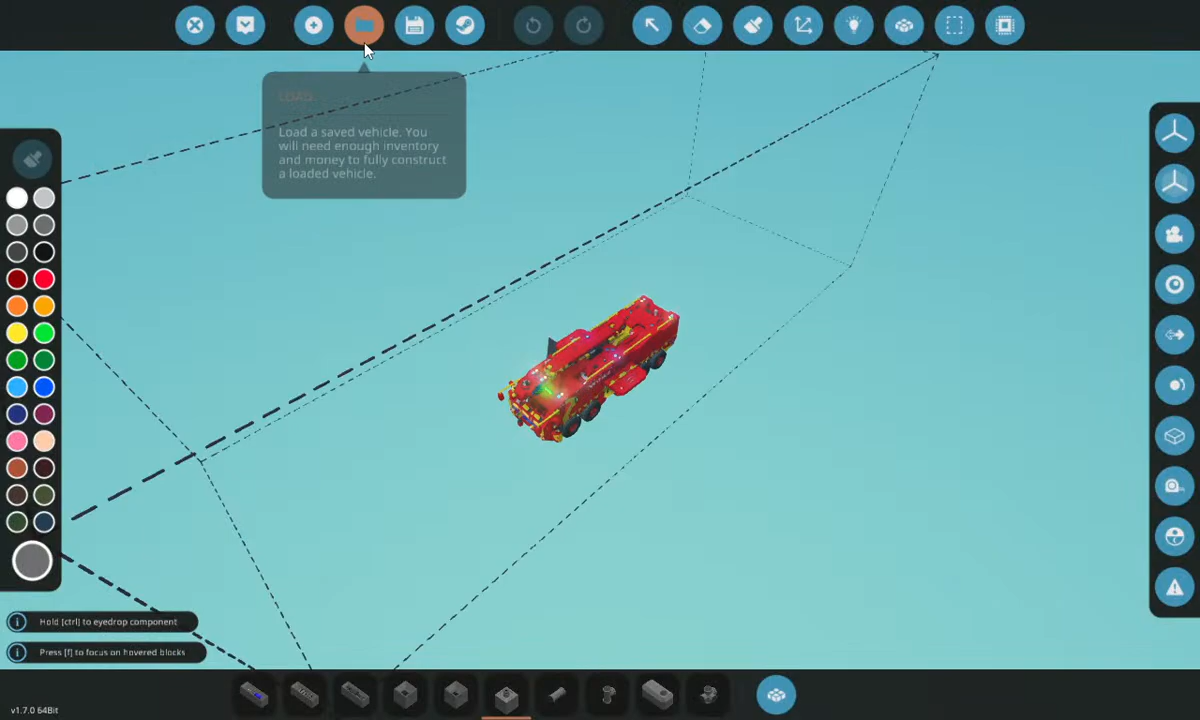 LOAD
Load a saved vehicle. You
will need enough inventory
and money to fully construct
a loaded vehicle.
Hold [ctrl] to eyedrop component
Press [f] to focus on hovered blocks
v1.7.0 64Bit